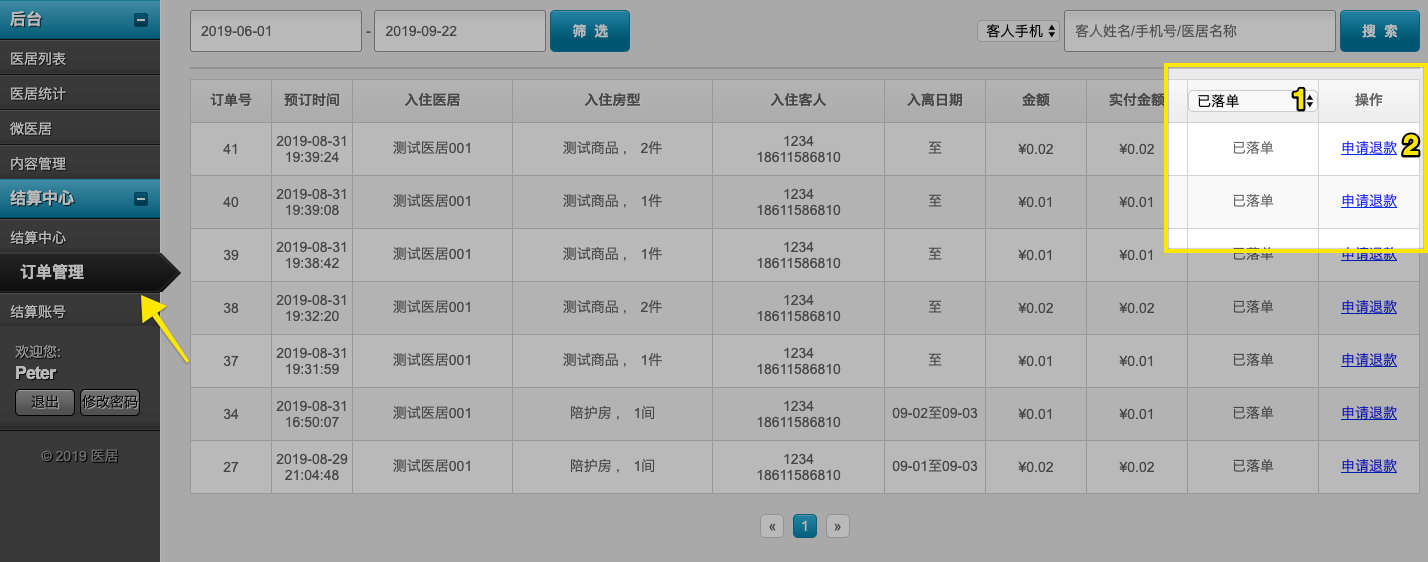 后台
医居列表
医居统计
微医居
内容管理
结算中心
结算中心
订单管理
结算账号
欢迎您:
Peter
退出 修改密码
© 2019 医居
2019-06-01 - 2019-09-22 筛 选 客人手机 客人姓名/手机号/医居名称 搜 索
订单号 预订时间 入住医居 入住房型 入住客人 入离日期 金额 实付金额 已落单 1 操作
41 2019-08-31 19:39:24 测试医居001 测试商品 , 2件 1234 18611586810 至 ¥0.02 ¥0.02 已落单 申请退款 2
40 2019-08-31 19:39:08 测试医居001 测试商品 , 1件 1234 18611586810 至 ¥0.01 ¥0.01 已落单 申请退款
39 2019-08-31 19:38:42 测试医居001 测试商品 , 1件 1234 18611586810 至 ¥0.01 ¥0.01 已落单 申请退款
38 2019-08-31 19:32:20 测试医居001 测试商品 , 2件 1234 18611586810 至 ¥0.02 ¥0.02 已落单 申请退款
37 2019-08-31 19:31:59 测试医居001 测试商品 , 1件 1234 18611586810 至 ¥0.01 ¥0.01 已落单 申请退款
34 2019-08-31 16:50:07 测试医居001 陪护房 , 1间 1234 18611586810 09-02至09-03 ¥0.01 ¥0.01 已落单 申请退款
27 2019-08-29 21:04:48 测试医居001 陪护房 , 1间 1234 18611586810 09-01至09-03 ¥0.02 ¥0.02 已落单 申请退款
« 1 »